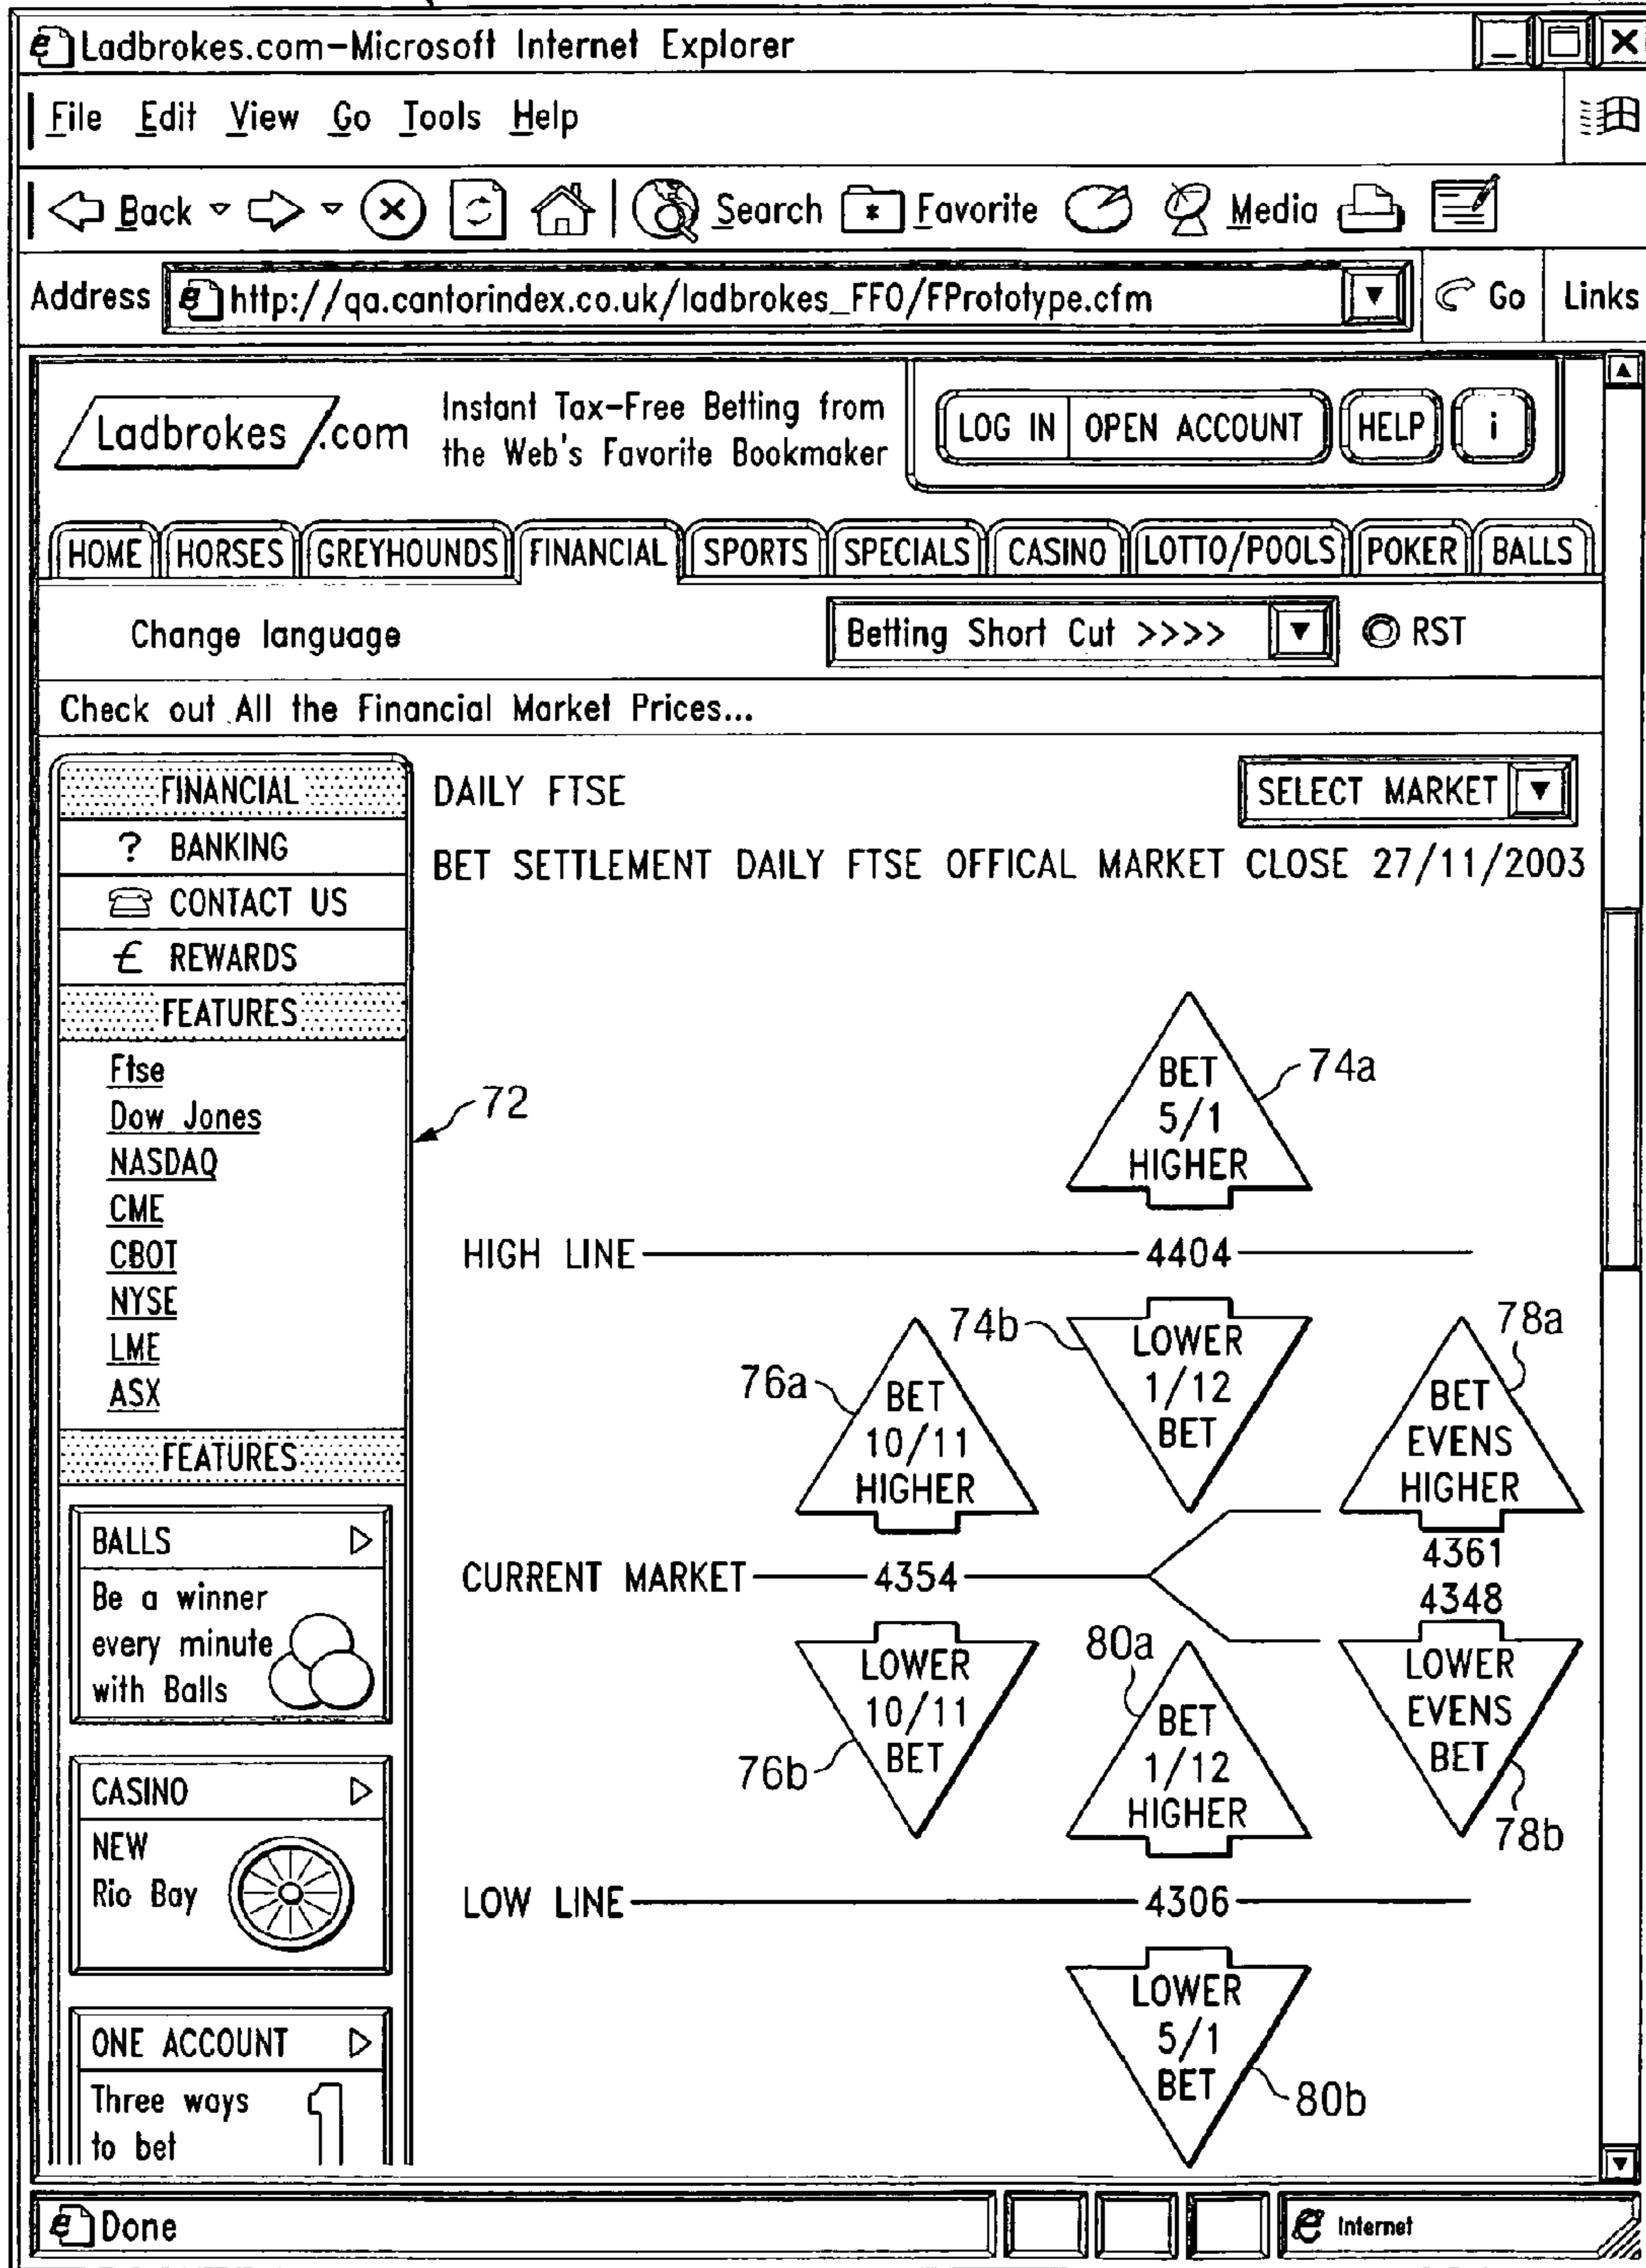 Ladbrokes.com-Microsoft Internet Explorer
File Edit View Go Tools Help
Back Search Favorite Media
Address http://qa.cantorindex.co.uk/ladbrokes_FFO/FPrototype.cfm Go Links
Ladbrokes.com
Instant Tax-Free Betting from
the Web's Favorite Bookmaker
LOG IN OPEN ACCOUNT HELP i
HOME HORSES GREYHOUNDS FINANCIAL SPORTS SPECIALS CASINO LOTTO/POOLS POKER BALLS
Change language Betting Short Cut >>>> RST
Check out All the Financial Market Prices...
FINANCIAL
? BANKING
CONTACT US
£ REWARDS
FEATURES
Ftse
Dow Jones
NASDAQ
CME
CBOT
NYSE
LME
ASX
FEATURES
BALLS
Be a winner
every minute
with Balls
CASINO
NEW
Rio Bay
ONE ACCOUNT
Three ways
to bet
1
72
DAILY FTSE SELECT MARKET
BET SETTLEMENT DAILY FTSE OFFICAL MARKET CLOSE 27/11/2003
BET
5/1
HIGHER
74a
HIGH LINE 4404
74b
LOWER
1/12
BET
76a
BET
10/11
HIGHER
78a
BET
EVENS
HIGHER
CURRENT MARKET 4354
4361
4348
LOWER
10/11
BET
76b
80a
BET
1/12
HIGHER
LOWER
EVENS
BET
78b
LOW LINE 4306
LOWER
5/1
BET
80b
Done Internet